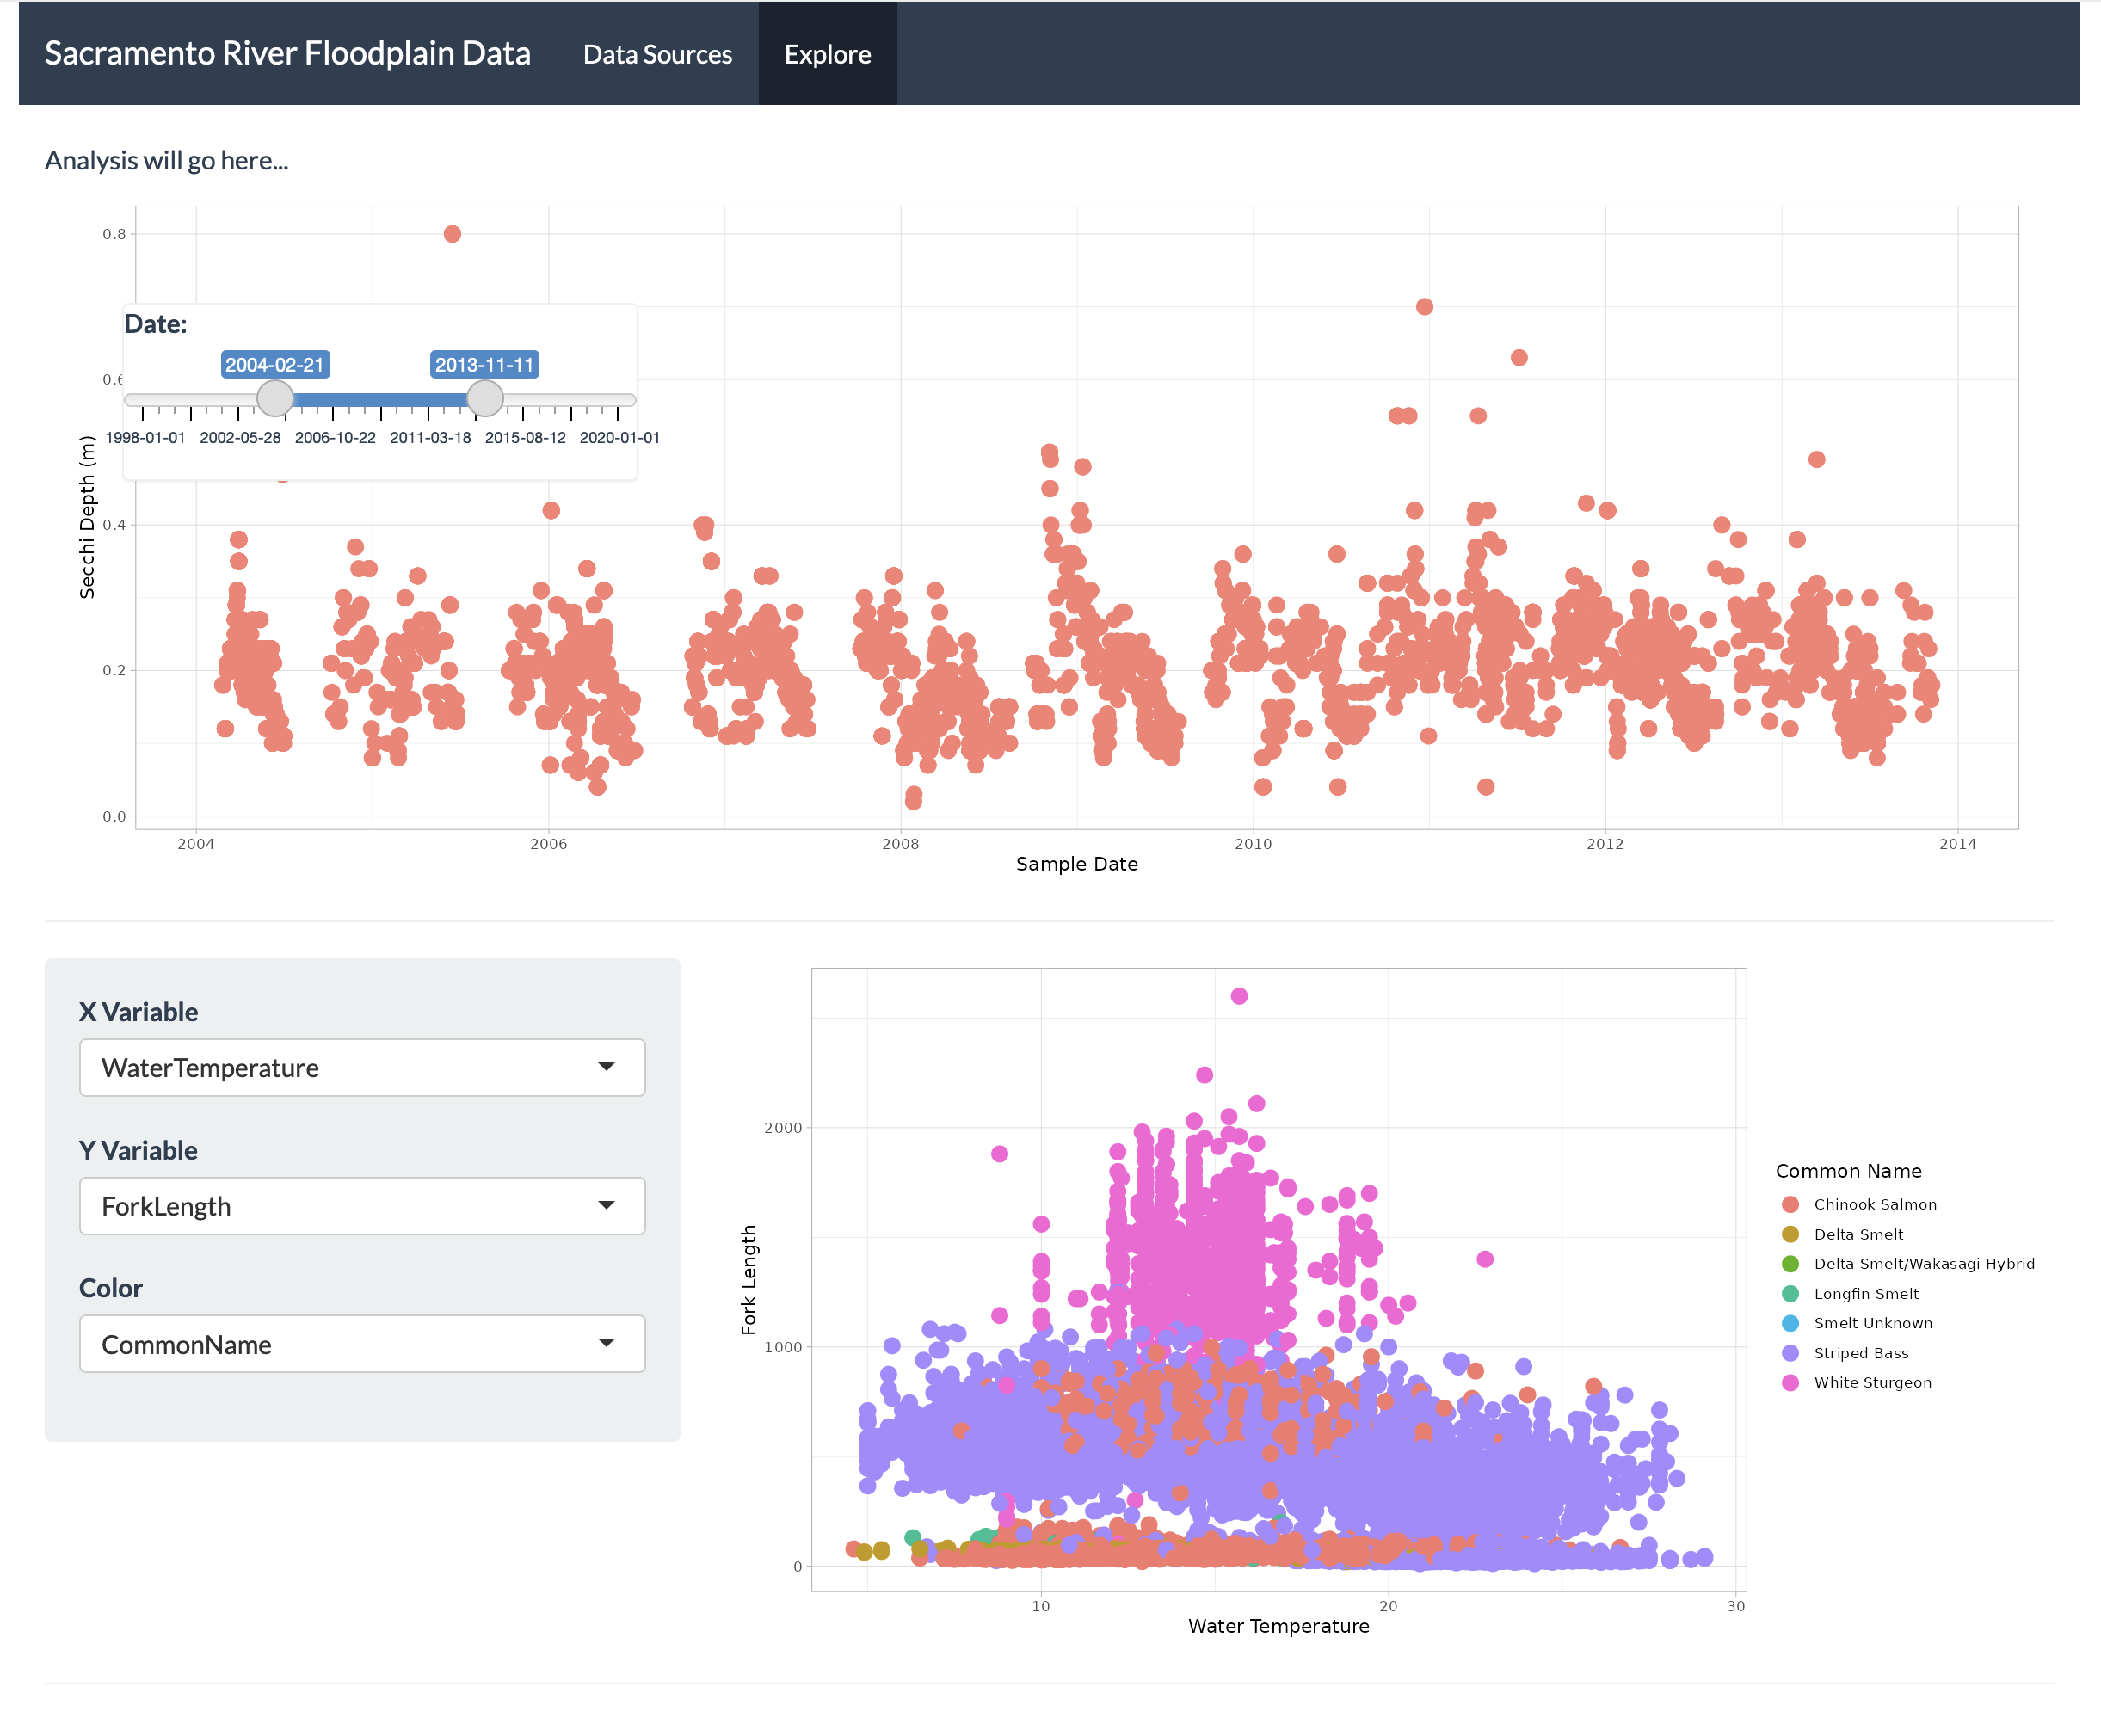 Sacramento River Floodplain Data Data Sources Explore
Analysis will go here...
0.8
Date:
2004-02-21 2013-11-11
1998-01-01 2002-05-28 2006-10-22 2011-03-18 2015-08-12 2020-01-01
Secchi Depth (m)
0.4
0.2
0.0
2004 2006 2008 2010 2012 2014
Sample Date
X Variable
WaterTemperature
Y Variable
ForkLength
Color
CommonName
Fork Length
2000
1000
0
10 20 30
Water Temperature
Common Name
Chinook Salmon
Delta Smelt
Delta Smelt/Wakasagi Hybrid
Longfin Smelt
Smelt Unknown
Striped Bass
White Sturgeon